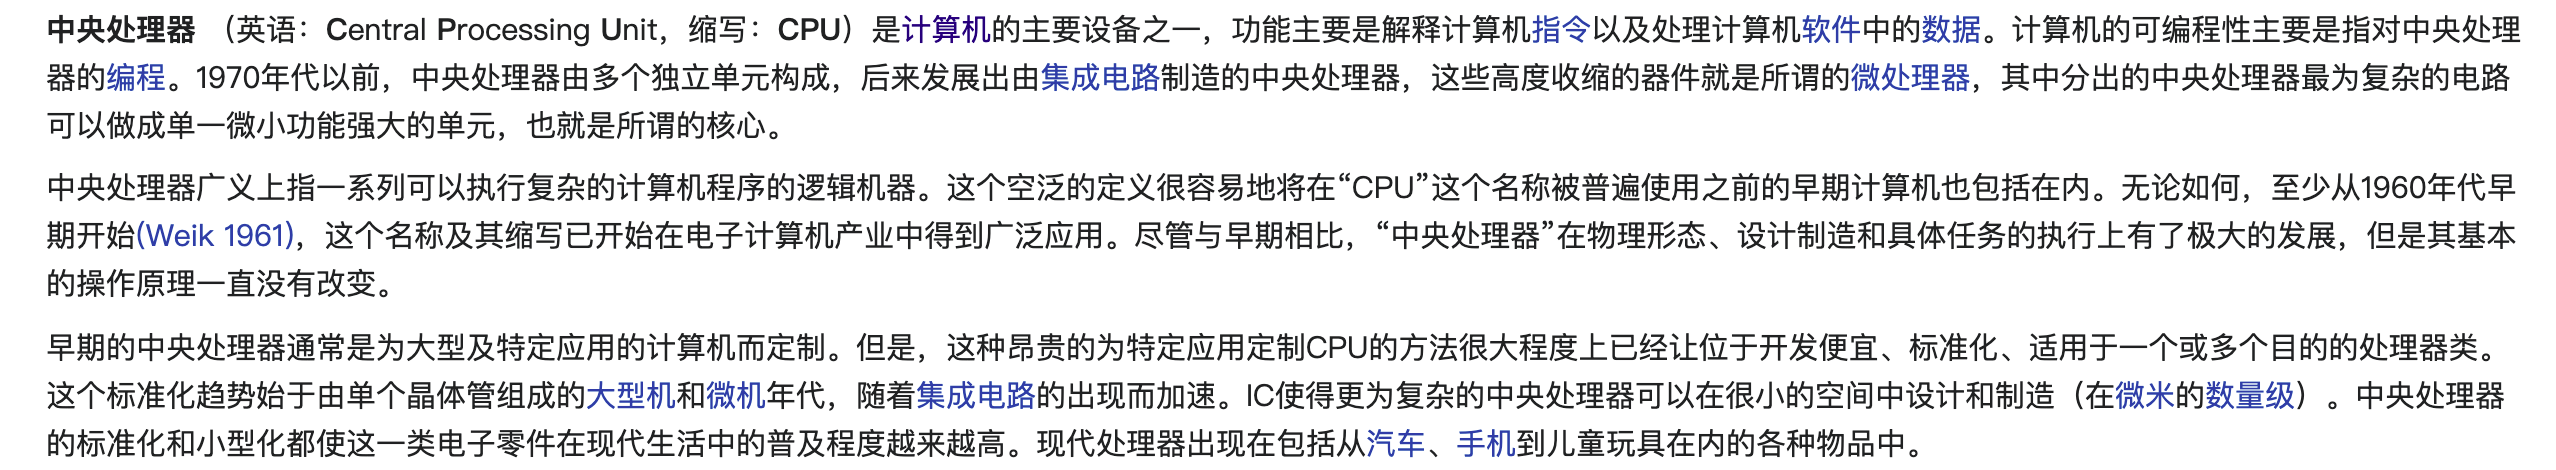 中央处理器 （英语：Central Processing Unit，缩写：CPU）是计算机的主要设备之一，功能主要是解释计算机指令以及处理计算机软件中的数据。计算机的可编程性主要是指对中央处理
器的编程。1970年代以前，中央处理器由多个独立单元构成，后来发展出由集成电路制造的中央处理器，这些高度收缩的器件就是所谓的微处理器，其中分出的中央处理器最为复杂的电路
可以做成单一微小功能强大的单元，也就是所谓的核心。
中央处理器广义上指一系列可以执行复杂的计算机程序的逻辑机器。这个空泛的定义很容易地将在“CPU”这个名称被普遍使用之前的早期计算机也包括在内。无论如何，至少从1960年代早
期开始(Weik 1961)，这个名称及其缩写已开始在电子计算机产业中得到广泛应用。尽管与早期相比，“中央处理器”在物理形态、设计制造和具体任务的执行上有了极大的发展，但是其基本
的操作原理一直没有改变。
早期的中央处理器通常是为大型及特定应用的计算机而定制。但是，这种昂贵的为特定应用定制CPU的方法很大程度上已经让位于开发便宜、标准化、适用于一个或多个目的的处理器类。
这个标准化趋势始于由单个晶体管组成的大型机和微机年代，随着集成电路的出现而加速。IC使得更为复杂的中央处理器可以在很小的空间中设计和制造（在微米的数量级）。中央处理器
的标准化和小型化都使这一类电子零件在现代生活中的普及程度越来越高。现代处理器出现在包括从汽车、手机到儿童玩具在内的各种物品中。